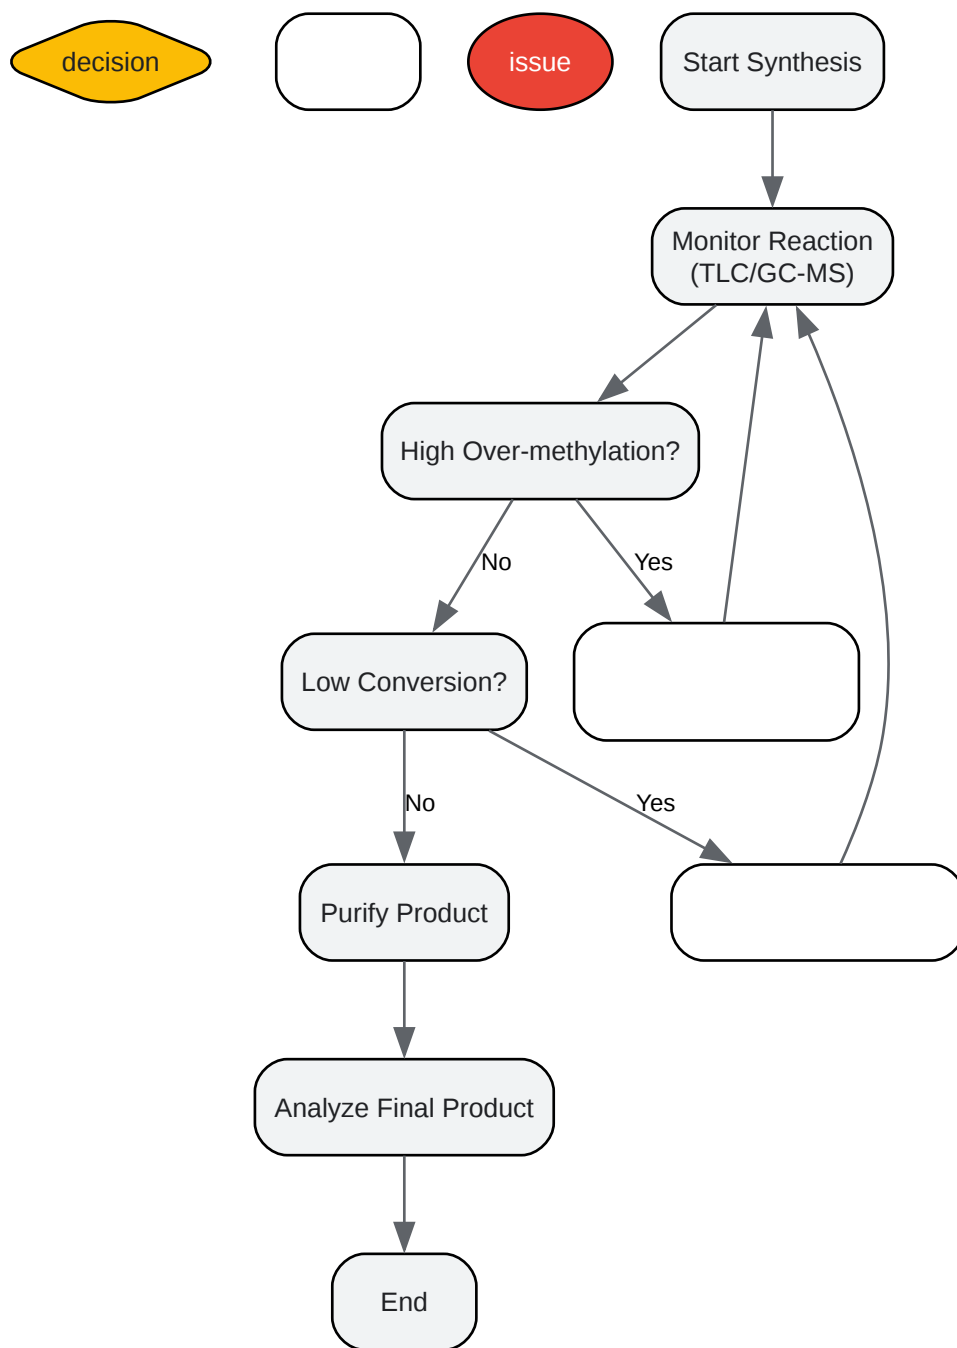 decision
issue
Start Synthesis
Monitor Reaction
(TLC/GC-MS)
High Over-methylation?
No
Yes
Low Conversion?
No
Yes
Purify Product
Analyze Final Product
End